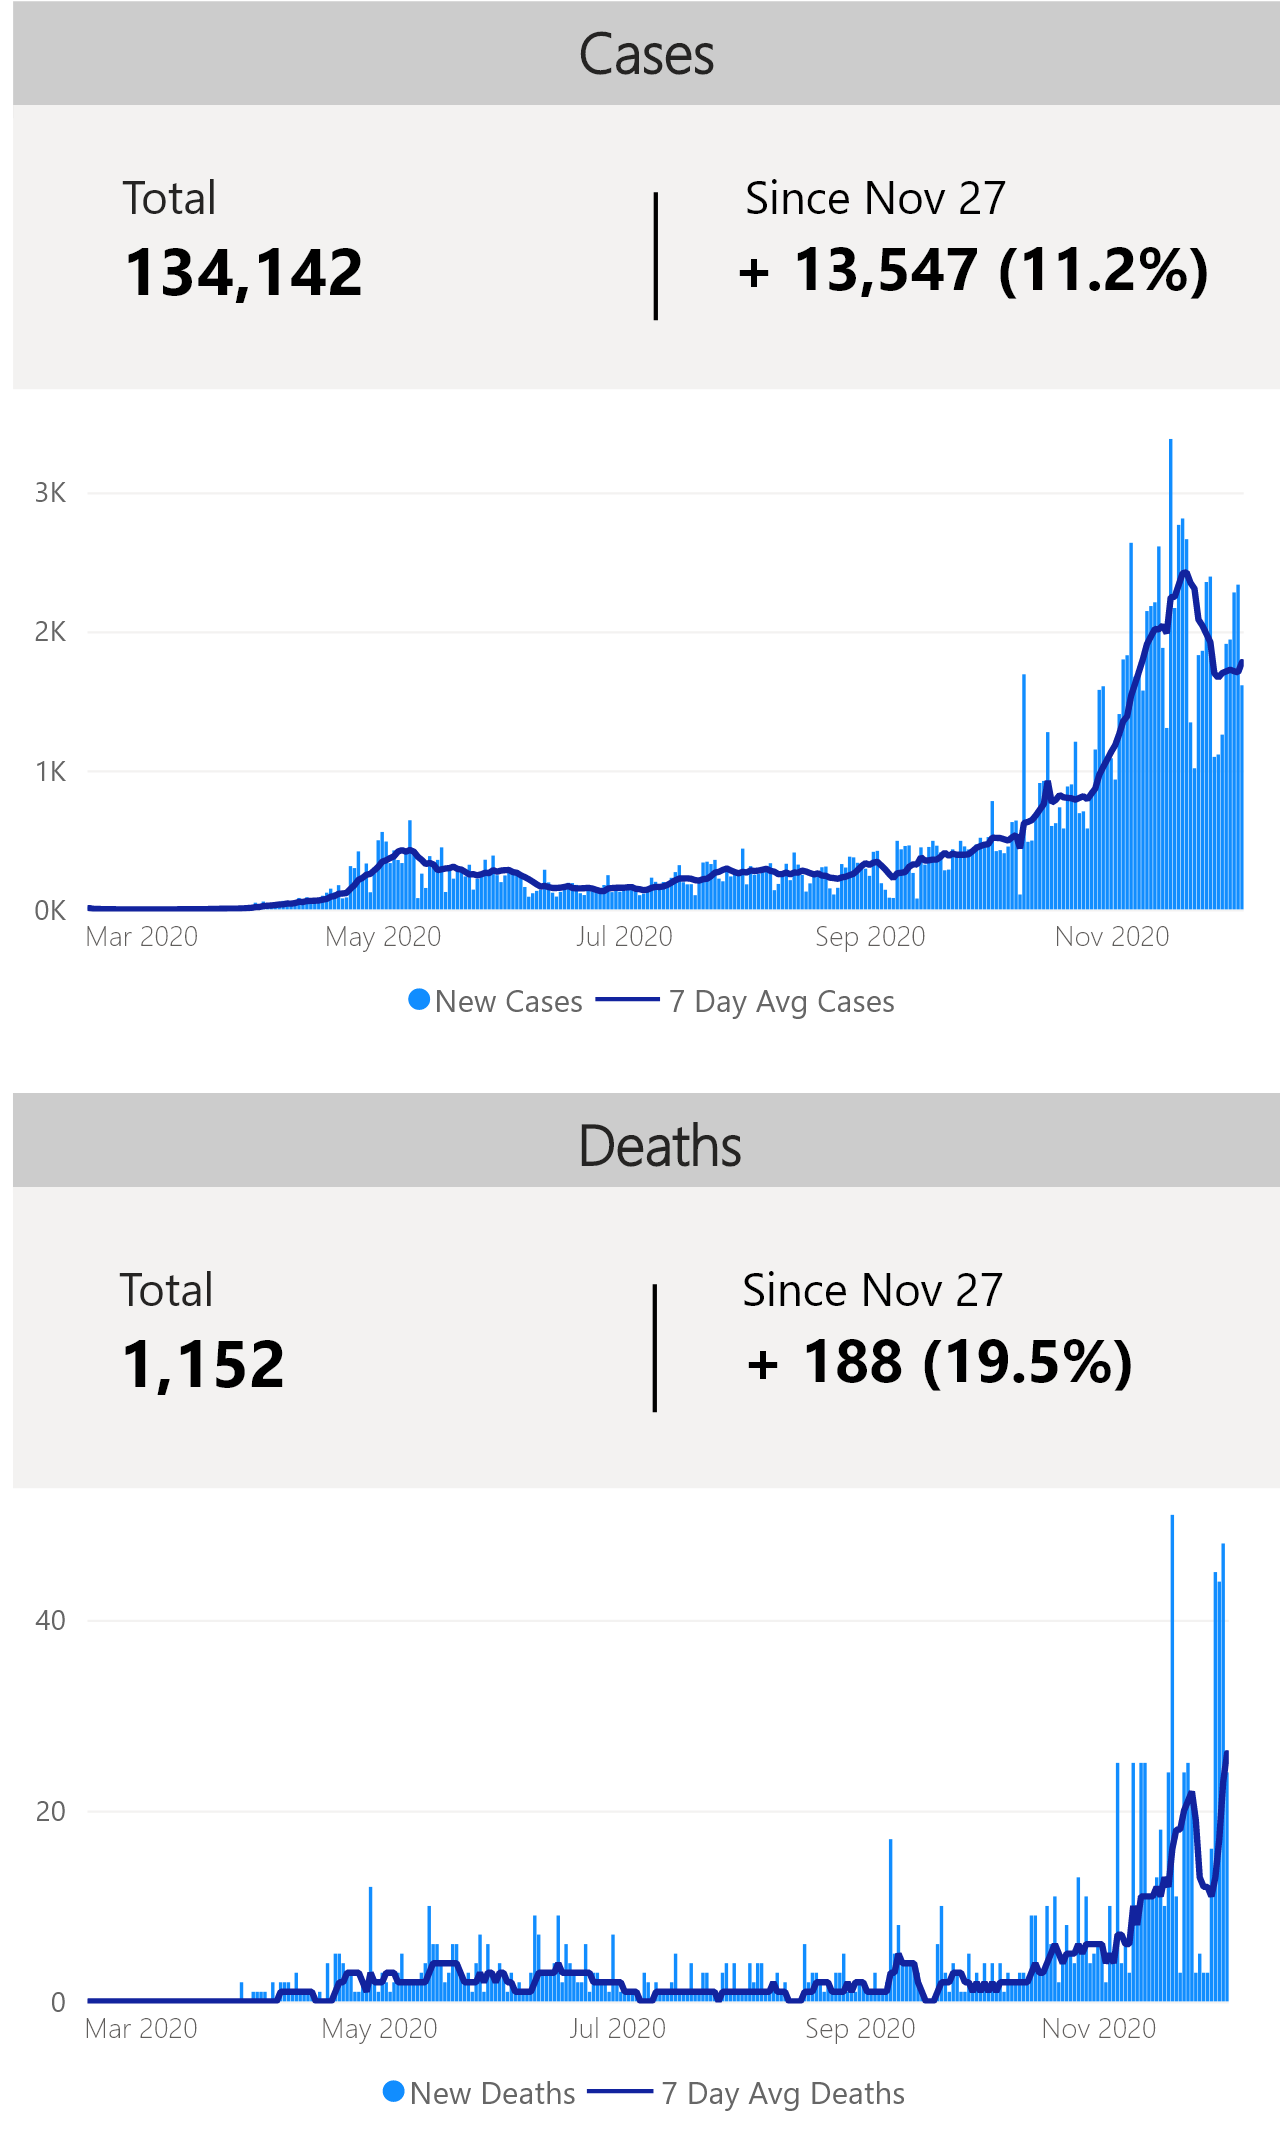 Cases
Total
134,142
Since Nov 27
+ 13,547 (11.2%)
3K
2K
1K
0K
Mar 2020 May 2020 Jul 2020 Sep 2020 Nov 2020
New Cases 7 Day Avg Cases
Deaths
Total
1,152
Since Nov 27
+ 188 (19.5%)
40
20
0
Mar 2020 May 2020 Jul 2020 Sep 2020 Nov 2020
New Deaths 7 Day Avg Deaths